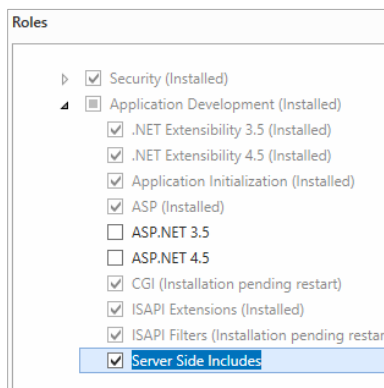 Roles
Security (Installed)
Application Development (Installed)
.NET Extensibility 3.5 (Installed)
.NET Extensibility 4.5 (Installed)
Application Initialization (Installed)
ASP (Installed)
ASP.NET 3.5
ASP.NET 4.5
CGI (Installation pending restart)
ISAPI Extensions (Installed)
ISAPI Filters (Installation pending restar
Server Side Includes